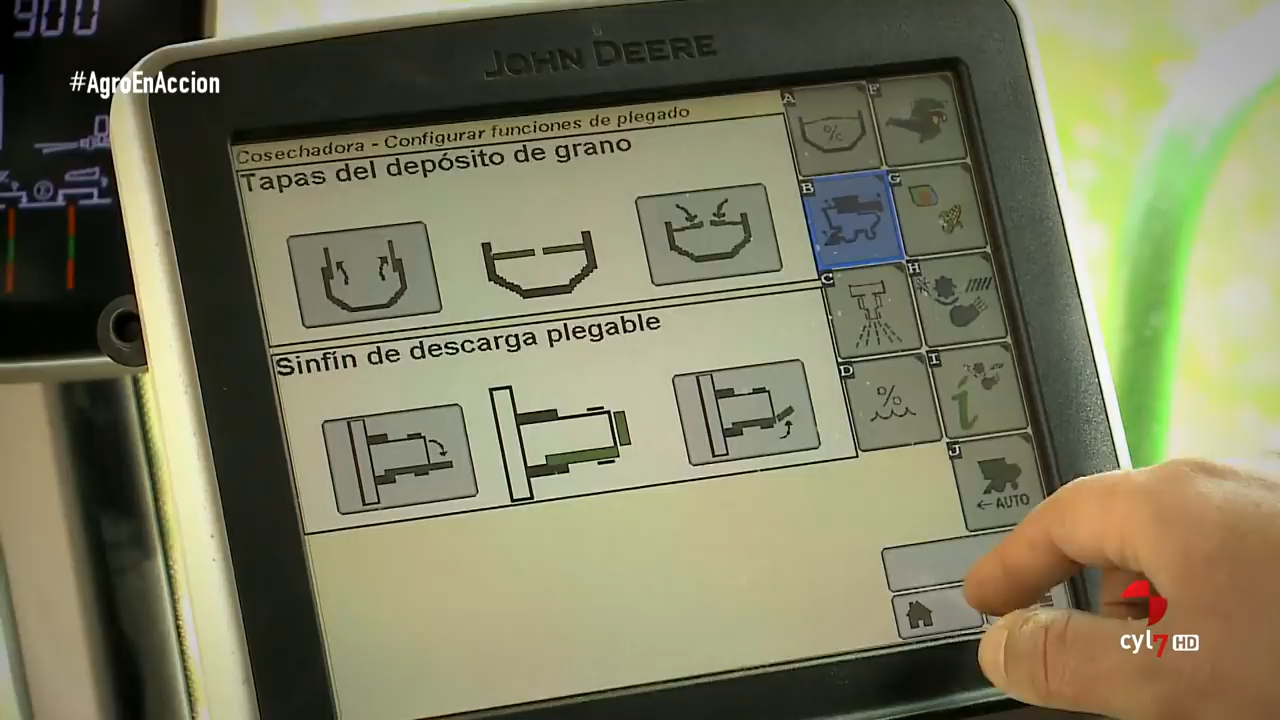 900
#AgroEnAccion
JOHN DEERE
Cosechadora - Configurar funciones de plegado
Tapas del depósito de grano
Sinfín de descarga plegable
A
%
F
B
G
C
H
D
%
I
i
J
←AUTO
cyl7 HD